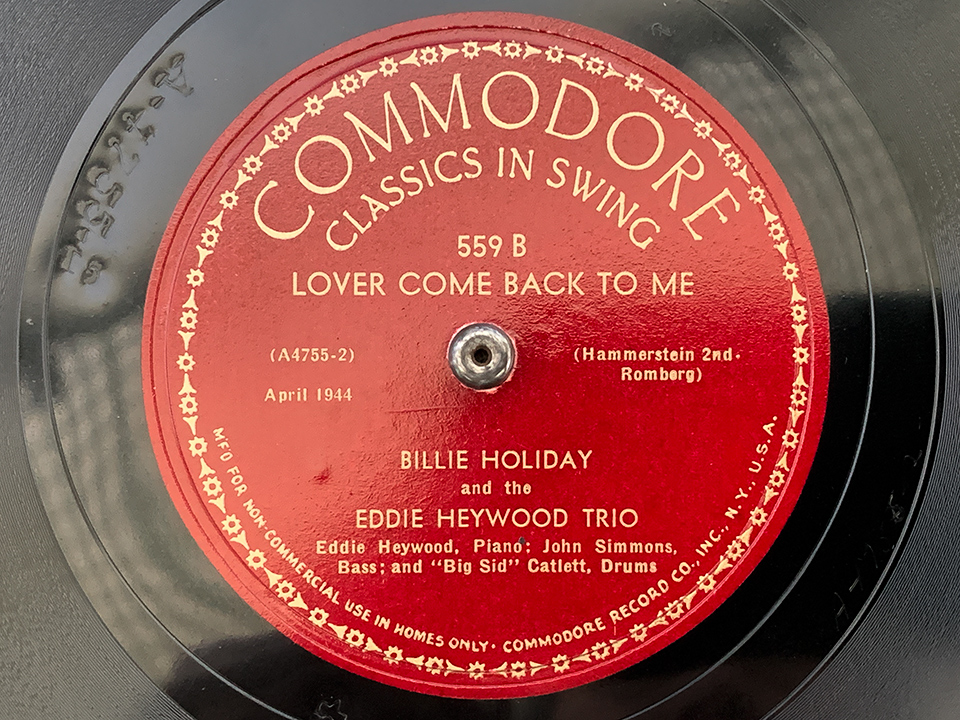 COMMODORE
CLASSICS IN SWING
559 B
LOVER COME BACK TO ME
(A4755-2)
April 1944
(Hammerstein 2nd-
Romberg)
BILLIE HOLIDAY
and the
EDDIE HEYWOOD TRIO
Eddie Heywood, Piano; John Simmons,
Bass; and “Big Sid” Catlett, Drums
MFD FOR NON-COMMERCIAL USE IN HOMES ONLY · COMMODORE RECORD CO., INC., N. Y., U.S.A.